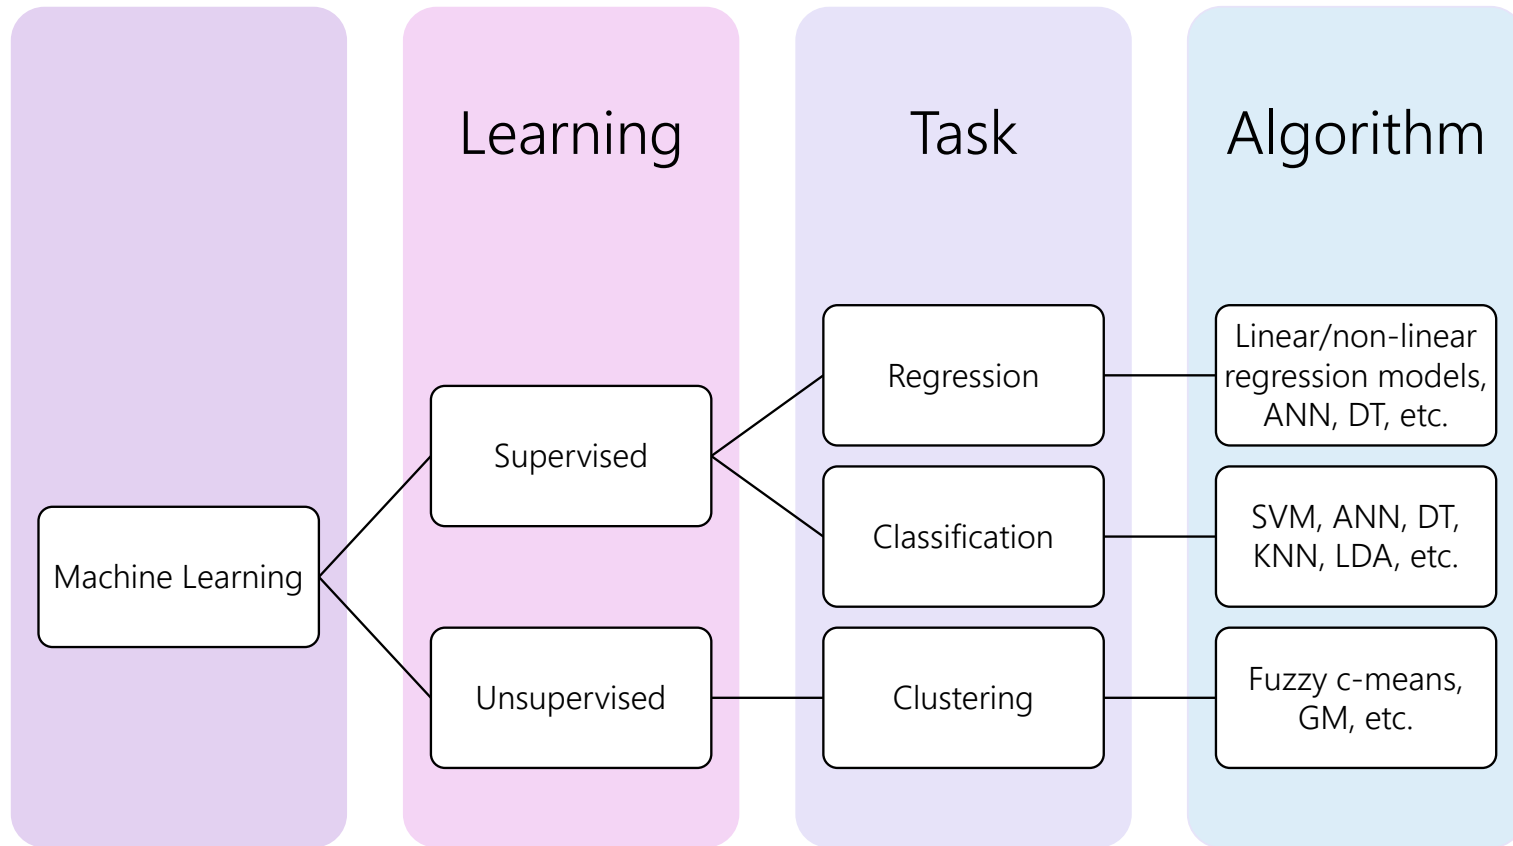 Learning
Task
Algorithm
Machine Learning
Supervised
Unsupervised
Regression
Classification
Clustering
Linear/non-linear
regression models,
ANN, DT, etc.
SVM, ANN, DT,
KNN, LDA, etc.
Fuzzy c-means,
GM, etc.